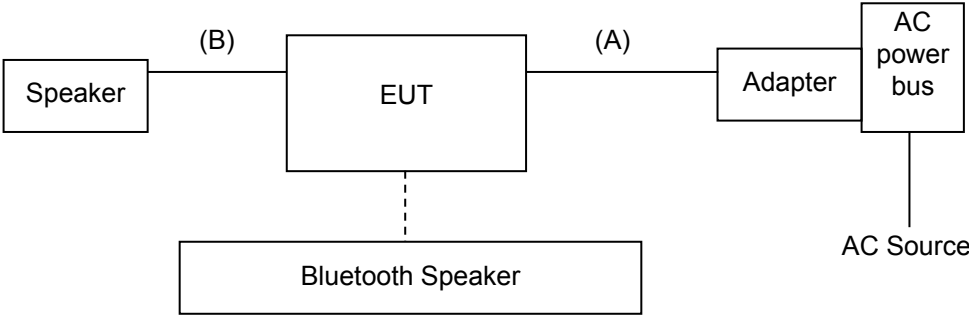 AC
power
bus
(B)
(A)
Speaker
EUT
Adapter
AC Source
Bluetooth Speaker